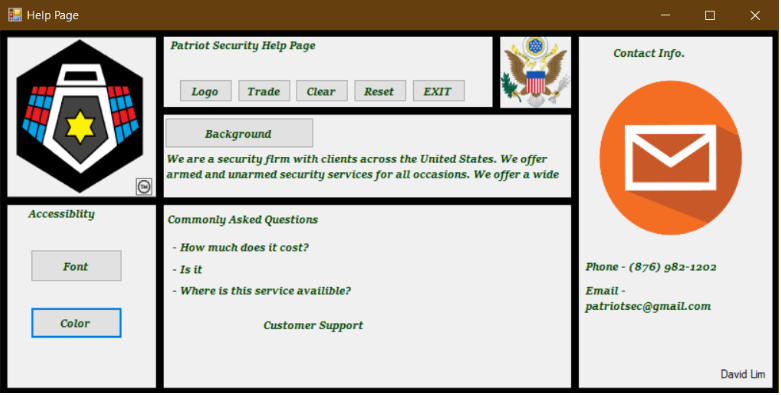 Help Page
TM
Patriot Security Help Page
Logo Trade Clear Reset EXIT
Background
We are a security firm with clients across the United States. We offer
armed and unarmed security services for all occasions. We offer a wide
Accessiblity
Font
Color
Commonly Asked Questions
- How much does it cost?
- Is it
- Where is this service availible?
Customer Support
Contact Info.
Phone - (876) 982-1202
Email -
patriotsec@gmail.com
David Lim